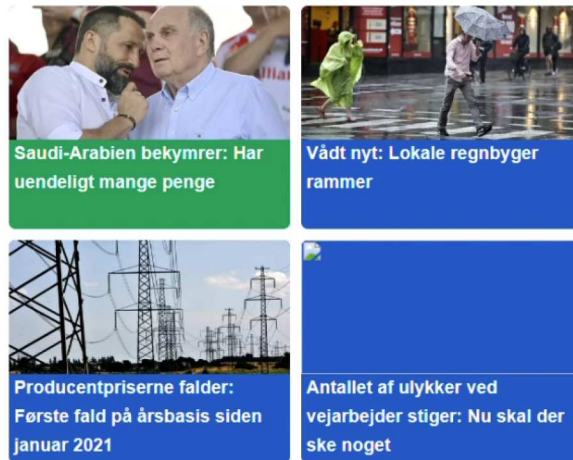 Saudi-Arabien bekymrer: Har
uendeligt mange penge
Vådt nyt: Lokale regnbyger
rammer
Producentpriserne falder:
Første fald på årsbasis siden
januar 2021
Antallet af ulykker ved
vejarbejder stiger: Nu skal der
ske noget